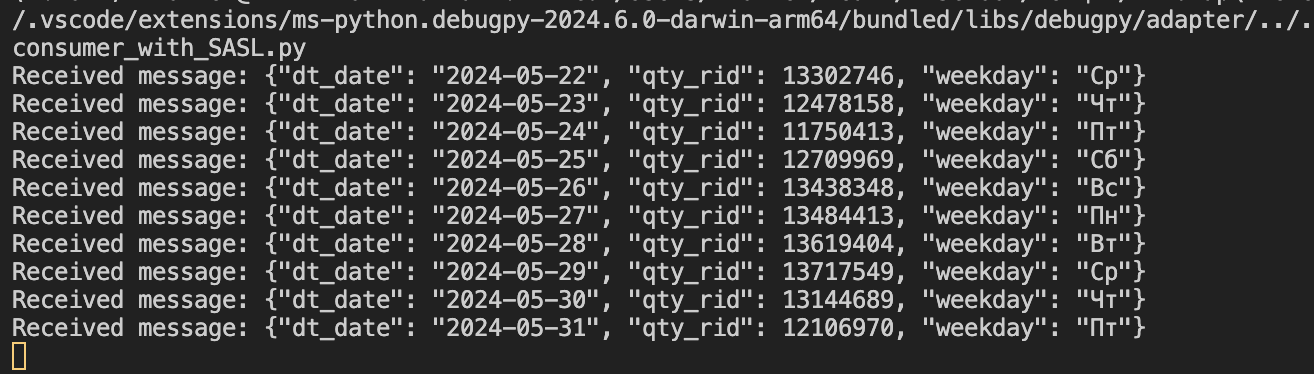 /.vscode/extensions/ms-python.debugpy-2024.6.0-darwin-arm64/bundled/libs/debugpy/adapter/../.
consumer_with_SASL.py
Received message: {"dt_date": "2024-05-22", "qty_rid": 13302746, "weekday": "Ср"}
Received message: {"dt_date": "2024-05-23", "qty_rid": 12478158, "weekday": "Чт"}
Received message: {"dt_date": "2024-05-24", "qty_rid": 11750413, "weekday": "Пт"}
Received message: {"dt_date": "2024-05-25", "qty_rid": 12709969, "weekday": "Сб"}
Received message: {"dt_date": "2024-05-26", "qty_rid": 13438348, "weekday": "Вс"}
Received message: {"dt_date": "2024-05-27", "qty_rid": 13484413, "weekday": "Пн"}
Received message: {"dt_date": "2024-05-28", "qty_rid": 13619404, "weekday": "Вт"}
Received message: {"dt_date": "2024-05-29", "qty_rid": 13717549, "weekday": "Ср"}
Received message: {"dt_date": "2024-05-30", "qty_rid": 13144689, "weekday": "Чт"}
Received message: {"dt_date": "2024-05-31", "qty_rid": 12106970, "weekday": "Пт"}